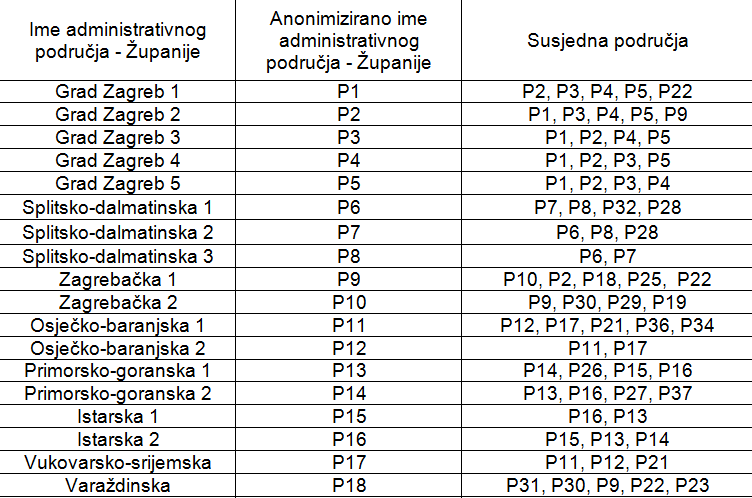 Ime administrativnog područja - Županije | Anonimizirano ime administrativnog područja - Županije | Susjedna područja
Grad Zagreb 1 | P1 | P2, P3, P4, P5, P22
Grad Zagreb 2 | P2 | P1, P3, P4, P5, P9
Grad Zagreb 3 | P3 | P1, P2, P4, P5
Grad Zagreb 4 | P4 | P1, P2, P3, P5
Grad Zagreb 5 | P5 | P1, P2, P3, P4
Splitsko-dalmatinska 1 | P6 | P7, P8, P32, P28
Splitsko-dalmatinska 2 | P7 | P6, P8, P28
Splitsko-dalmatinska 3 | P8 | P6, P7
Zagrebačka 1 | P9 | P10, P2, P18, P25, P22
Zagrebačka 2 | P10 | P9, P30, P29, P19
Osječko-baranjska 1 | P11 | P12, P17, P21, P36, P34
Osječko-baranjska 2 | P12 | P11, P17
Primorsko-goranska 1 | P13 | P14, P26, P15, P16
Primorsko-goranska 2 | P14 | P13, P16, P27, P37
Istarska 1 | P15 | P16, P13
Istarska 2 | P16 | P15, P13, P14
Vukovarsko-srijemska | P17 | P11, P12, P21
Varaždinska | P18 | P31, P30, P9, P22, P23